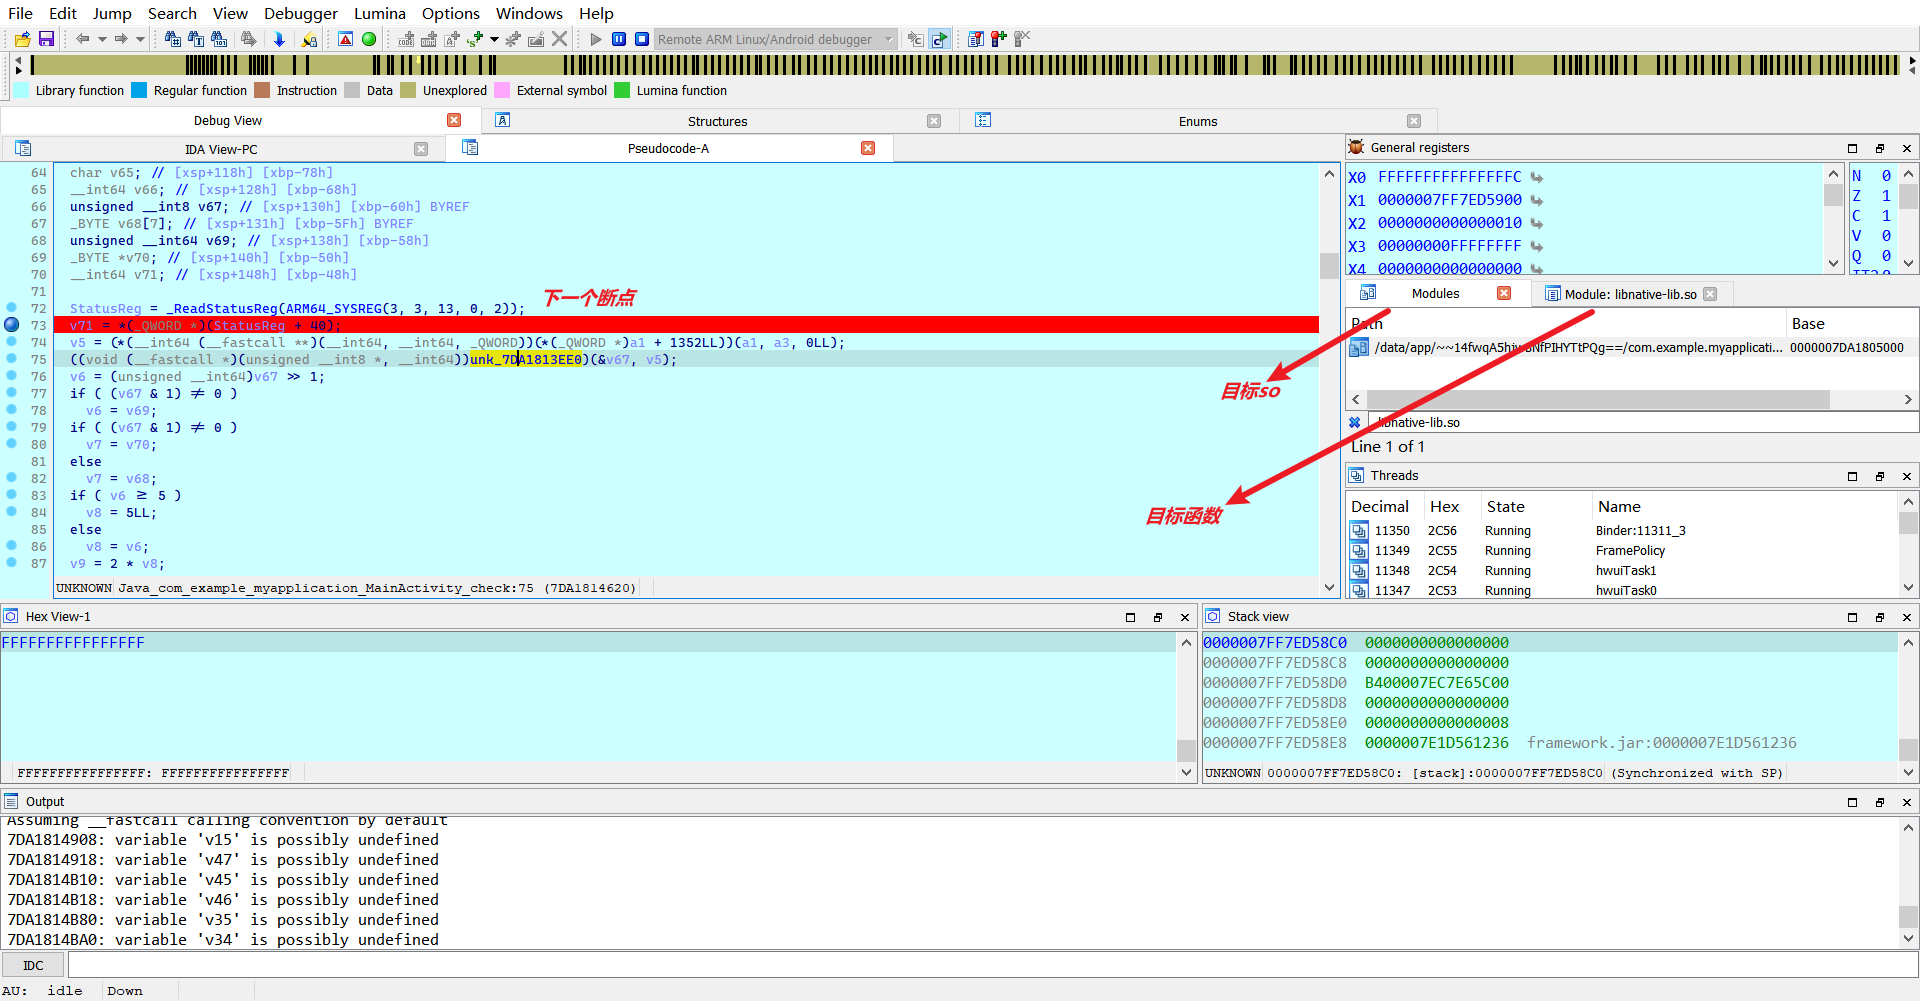 File Edit Jump Search View Debugger Lumina Options Windows Help
Remote ARM Linux/Android debugger
Library function Regular function Instruction Data Unexplored External symbol Lumina function
Debug View Structures Enums
IDA View-PC Pseudocode-A
64 char v65; // [xsp+118h] [xbp-78h]
65 __int64 v66; // [xsp+128h] [xbp-68h]
66 unsigned __int8 v67; // [xsp+130h] [xbp-60h] BYREF
67 _BYTE v68[7]; // [xsp+131h] [xbp-5Fh] BYREF
68 unsigned __int64 v69; // [xsp+138h] [xbp-58h]
69 _BYTE *v70; // [xsp+140h] [xbp-50h]
70 __int64 v71; // [xsp+148h] [xbp-48h]
71
下一个断点
72 StatusReg = _ReadStatusReg(ARM64_SYSREG(3, 3, 13, 0, 2));
73 v71 = *(_QWORD *)(StatusReg + 40);
74 v5 = (*(__int64 (__fastcall **)(__int64, __int64, _QWORD))(*(_QWORD *)a1 + 1352LL))(a1, a3, 0LL);
75 ((void (__fastcall *)(unsigned __int8 *, __int64))unk_7DA1813EE0)(&v67, v5);
76 v6 = (unsigned __int64)v67 >> 1;
77 if ( (v67 & 1) ≠ 0 )
78 v6 = v69;
79 if ( (v67 & 1) ≠ 0 )
80 v7 = v70;
81 else
82 v7 = v68;
83 if ( v6 ≥ 5 )
84 v8 = 5LL;
85 else
86 v8 = v6;
87 v9 = 2 * v8;
目标so
目标函数
UNKNOWN Java_com_example_myapplication_MainActivity_check:75 (7DA1814620)
General registers
X0 FFFFFFFFFFFFFFFC
X1 0000007FF7ED5900
X2 0000000000000010
X3 00000000FFFFFFFF
X4 0000000000000000
N 0
Z 1
C 1
V 0
Q 0
Modules Module: libnative-lib.so
Path Base
0000007DA1805000
libnative-lib.so
Line 1 of 1
Threads
Decimal Hex State Name
11350 2C56 Running Binder:11311_3
11349 2C55 Running FramePolicy
11348 2C54 Running hwuiTask1
11347 2C53 Running hwuiTask0
Hex View-1
FFFFFFFFFFFFFFFF
FFFFFFFFFFFFFFFF: FFFFFFFFFFFFFFFF
Stack view
0000007FF7ED58C0 0000000000000000
0000007FF7ED58C8 0000000000000000
0000007FF7ED58D0 B400007EC7E65C00
0000007FF7ED58D8 0000000000000000
0000007FF7ED58E0 0000000000000008
0000007FF7ED58E8 0000007E1D561236 framework.jar:0000007E1D561236
UNKNOWN 0000007FF7ED58C0: [stack]:0000007FF7ED58C0 (Synchronized with SP)
Output
Assuming __fastcall calling convention by default
7DA1814908: variable 'v15' is possibly undefined
7DA1814918: variable 'v47' is possibly undefined
7DA1814B10: variable 'v45' is possibly undefined
7DA1814B18: variable 'v46' is possibly undefined
7DA1814B80: variable 'v35' is possibly undefined
7DA1814BA0: variable 'v34' is possibly undefined
IDC
AU: idle Down